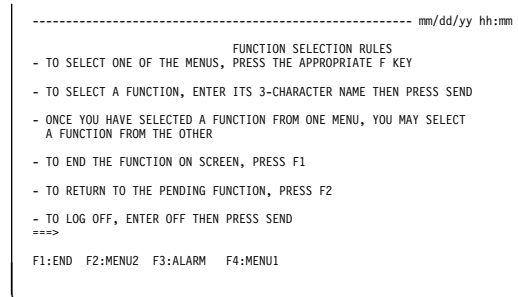 ------------------------------------------------------ mm/dd/yy hh:mm
FUNCTION SELECTION RULES
- TO SELECT ONE OF THE MENUS, PRESS THE APPROPRIATE F KEY
- TO SELECT A FUNCTION, ENTER ITS 3-CHARACTER NAME THEN PRESS SEND
- ONCE YOU HAVE SELECTED A FUNCTION FROM ONE MENU, YOU MAY SELECT
A FUNCTION FROM THE OTHER
- TO END THE FUNCTION ON SCREEN, PRESS F1
- TO RETURN TO THE PENDING FUNCTION, PRESS F2
- TO LOG OFF, ENTER OFF THEN PRESS SEND
===>
F1:END F2:MENU2 F3:ALARM F4:MENU1